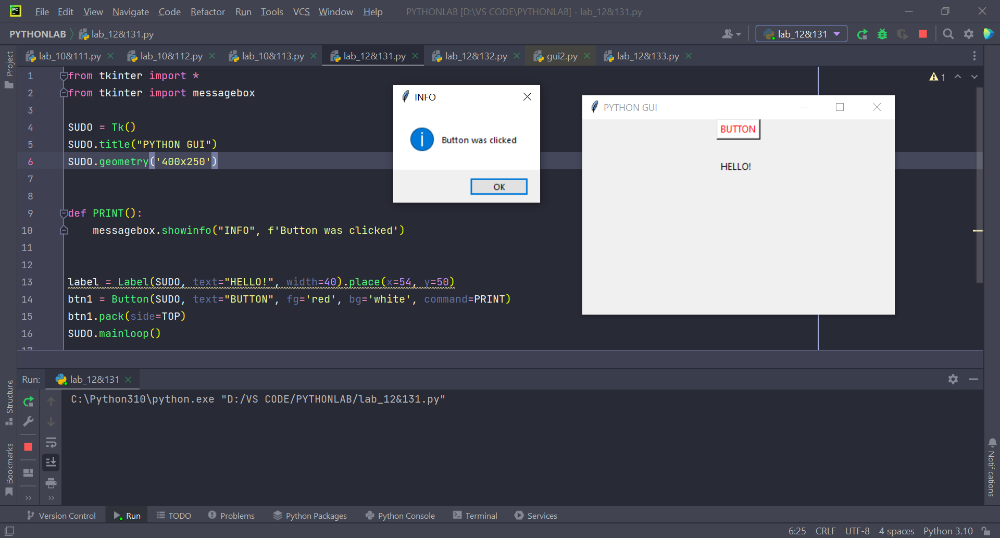 PC
File Edit View Navigate Code Refactor Run Tools VCS Window Help PYTHONLAB [D:\VS CODE\PYTHONLAB] - lab_12&131.py
PYTHONLAB lab_12&131.py lab_12&131
lab_10&111.py lab_10&112.py lab_10&113.py lab_12&131.py lab_12&132.py gui2.py lab_12&133.py
Project
1 from tkinter import *
2 from tkinter import messagebox
3
4 SUDO = Tk()
5 SUDO.title("PYTHON GUI")
6 SUDO.geometry('400x250')
7
8
9 def PRINT():
10     messagebox.showinfo("INFO", f'Button was clicked')
11
12
13 label = Label(SUDO, text="HELLO!", width=40).place(x=54, y=50)
14 btn1 = Button(SUDO, text="BUTTON", fg='red', bg='white', command=PRINT)
15 btn1.pack(side=TOP)
16 SUDO.mainloop()
17
1
INFO
Button was clicked
OK
PYTHON GUI
BUTTON
HELLO!
Run: lab_12&131
C:\Python310\python.exe "D:/VS CODE/PYTHONLAB/lab_12&131.py"
Structure
Bookmarks
Notifications
Version Control Run TODO Problems Python Packages Python Console Terminal Services
6:25 CRLF UTF-8 4 spaces Python 3.10